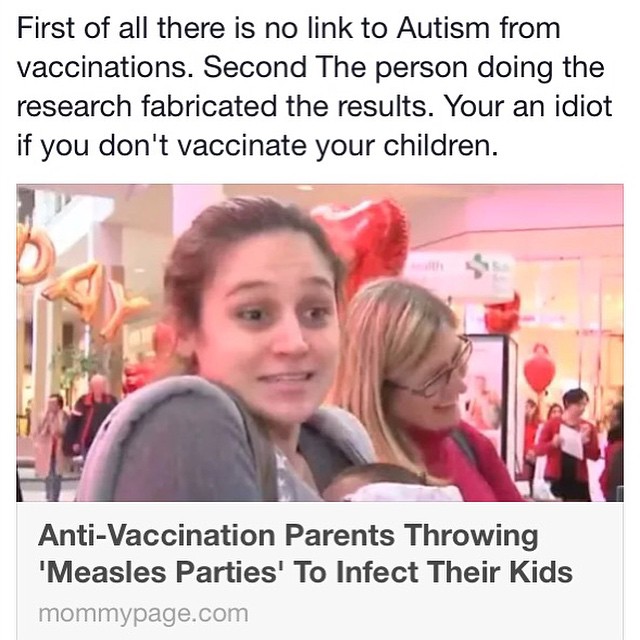 First of all there is no link to Autism from
vaccinations. Second The person doing the
research fabricated the results. Your an idiot
if you don't vaccinate your children.
DAY
Anti-Vaccination Parents Throwing
'Measles Parties' To Infect Their Kids
mommypage.com